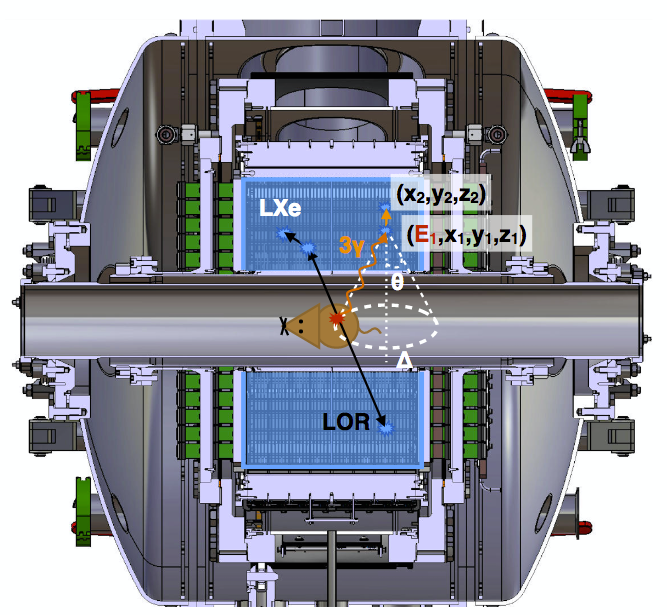 (x2,y2,z2)
LXe
(E1,x1,y1,z1)
3γ
θ
Δ
LOR